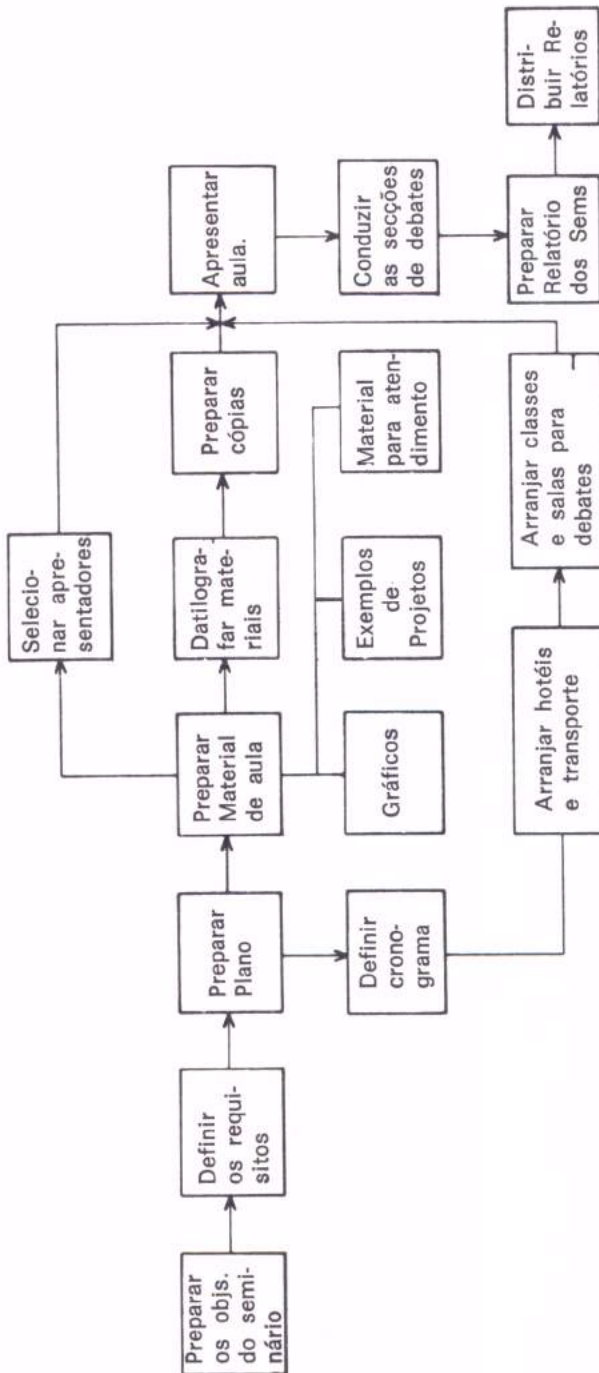 Preparar
os objs.
do semi-
nário
Definir
os requi-
sitos
Preparar
Plano
Definir
crono-
grama
Preparar
Material
de aula
Selecio-
nar apre-
sentadores
Gráficos
Exemplos
de
Projetos
Material
para aten-
dimento
Datilogra-
far mate-
riais
Preparar
cópias
Arranjar hotéis
e transporte
Arranjar classes
e salas para
debates
Apresentar
aula.
Conduzir
as secções
de debates
Preparar
Relatório
dos Sems
Distri-
buir Re-
latórios